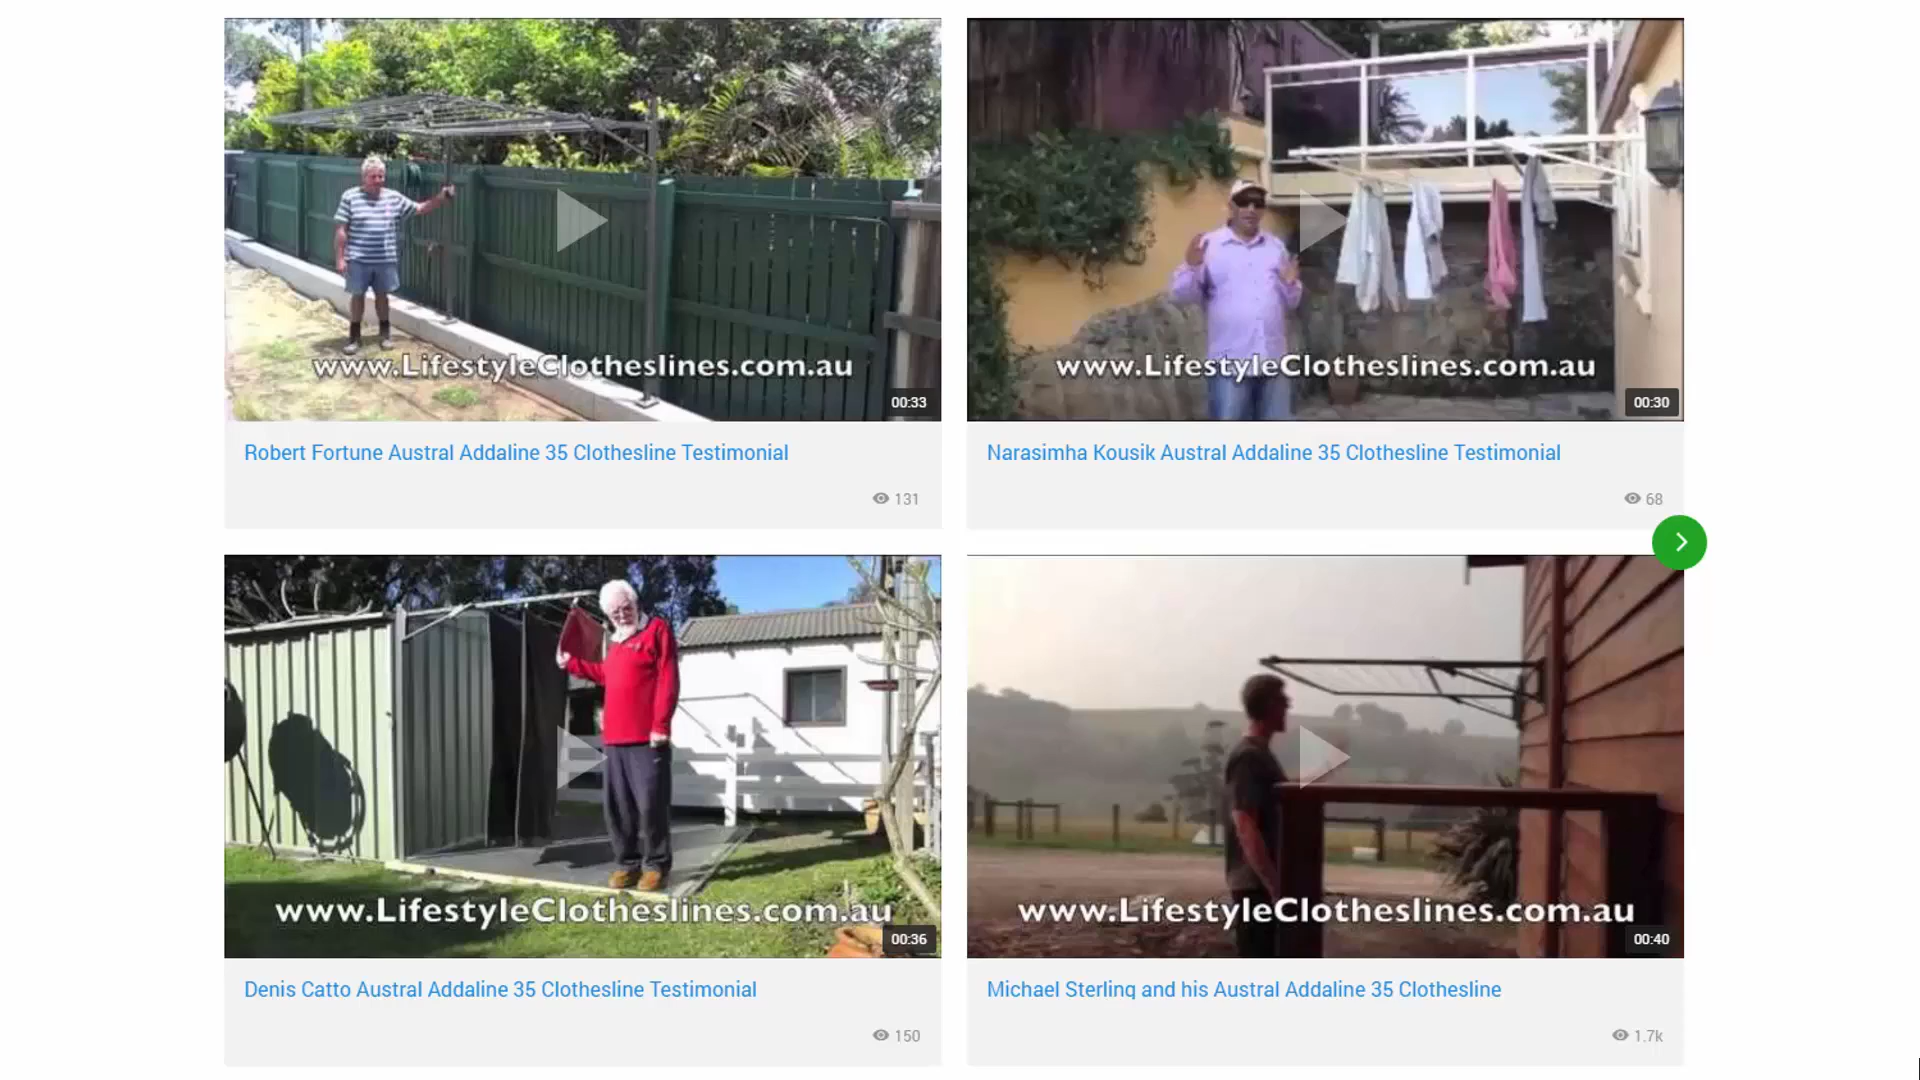 www.LifestyleClotheslines.com.au
00:33
Robert Fortune Austral Addaline 35 Clothesline Testimonial
131
www.LifestyleClotheslines.com.au
00:30
Narasimha Kousik Austral Addaline 35 Clothesline Testimonial
68
www.LifestyleClotheslines.com.au
00:36
Denis Catto Austral Addaline 35 Clothesline Testimonial
150
www.LifestyleClotheslines.com.au
00:40
Michael Sterling and his Austral Addaline 35 Clothesline
1.7k